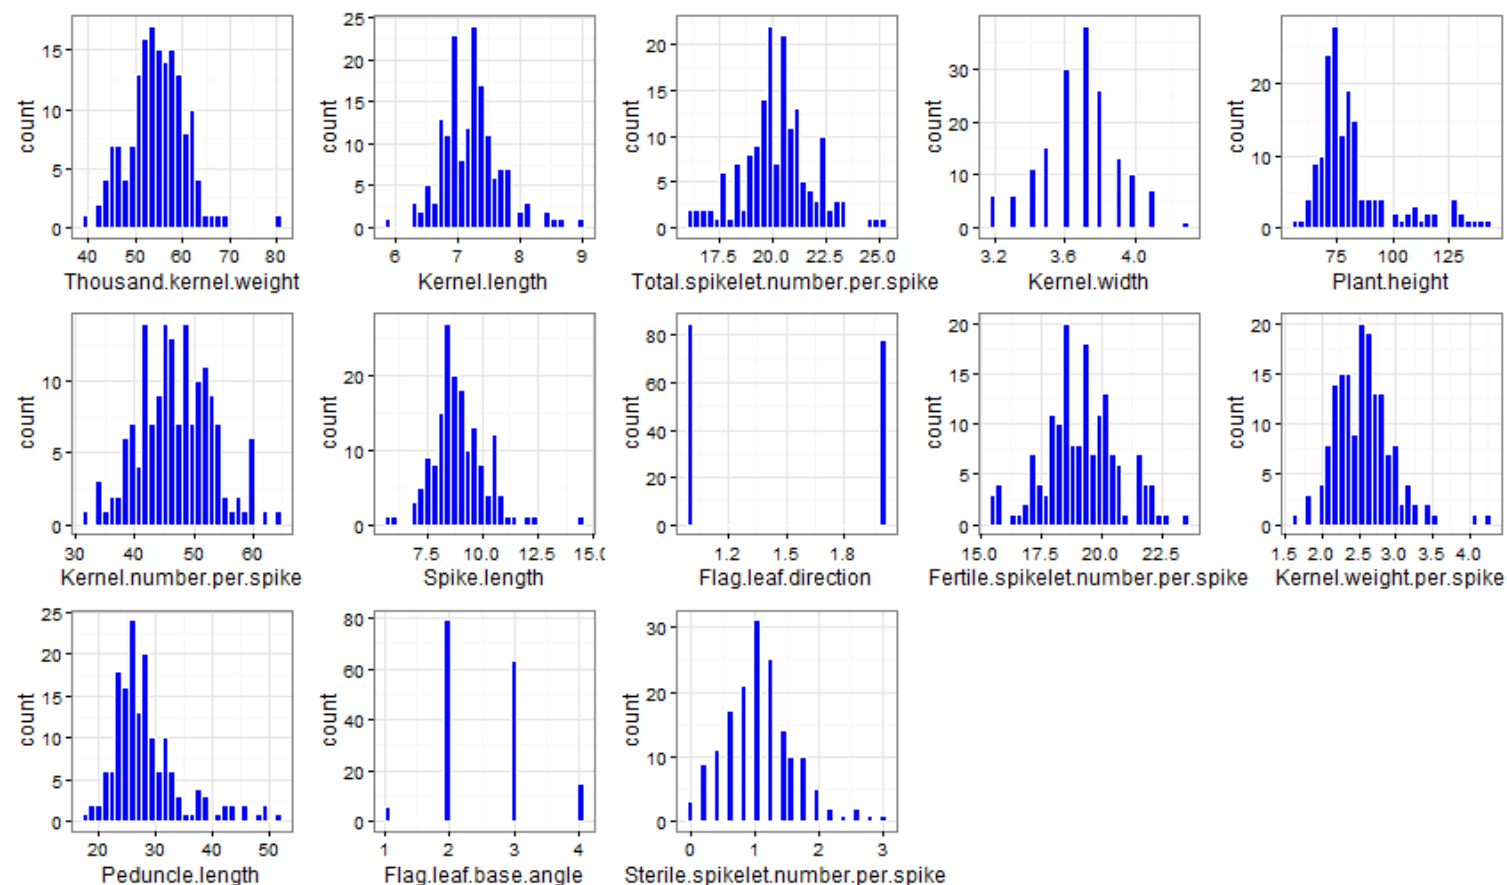 count
15
10
5
0
40 50 60 70 80
Thousand.kernel.weight
count
25
20
15
10
5
0
6 7 8 9
Kernel.length
count
20
15
10
5
0
17.5 20.0 22.5 25.0
Total.spikelet.number.per.spike
count
30
20
10
0
3.2 3.6 4.0
Kernel.width
count
20
10
0
75 100 125
Plant.height
count
10
5
0
30 40 50 60
Kernel.number.per.spike
count
20
10
0
7.5 10.0 12.5 15.0
Spike.length
count
80
60
40
20
0
1.2 1.5 1.8
Flag.leaf.direction
count
20
15
10
5
0
15.0 17.5 20.0 22.5
Fertile.spikelet.number.per.spike
count
20
15
10
5
0
1.5 2.0 2.5 3.0 3.5 4.0
Kernel.weight.per.spike
count
25
20
15
10
5
0
20 30 40 50
Peduncle.length
count
80
60
40
20
0
1 2 3 4
Flag.leaf.base.angle
count
30
20
10
0
0 1 2 3
Sterile.spikelet.number.per.spike